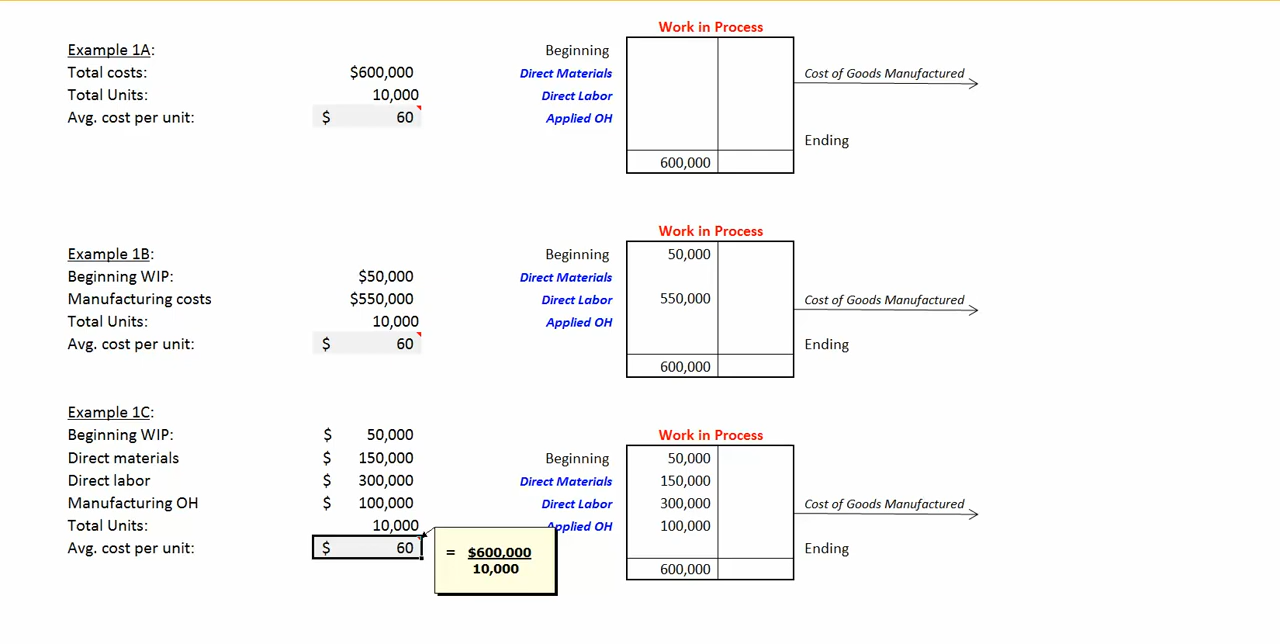 Work in Process
Example 1A: Beginning
Total costs: $600,000 Direct Materials Cost of Goods Manufactured
Total Units: 10,000 Direct Labor
Avg. cost per unit: $ 60 Applied OH
Ending
600,000
Work in Process
Example 1B: Beginning 50,000
Beginning WIP: $50,000 Direct Materials
Manufacturing costs $550,000 Direct Labor 550,000 Cost of Goods Manufactured
Total Units: 10,000 Applied OH
Avg. cost per unit: $ 60 Ending
600,000
Example 1C:
Beginning WIP: $ 50,000 Work in Process
Direct materials $ 150,000 Beginning 50,000
Direct labor $ 300,000 Direct Materials 150,000
Manufacturing OH $ 100,000 Direct Labor 300,000 Cost of Goods Manufactured
Total Units: 10,000 Applied OH 100,000
Avg. cost per unit: $ 60 = $600,000 Ending
10,000 600,000